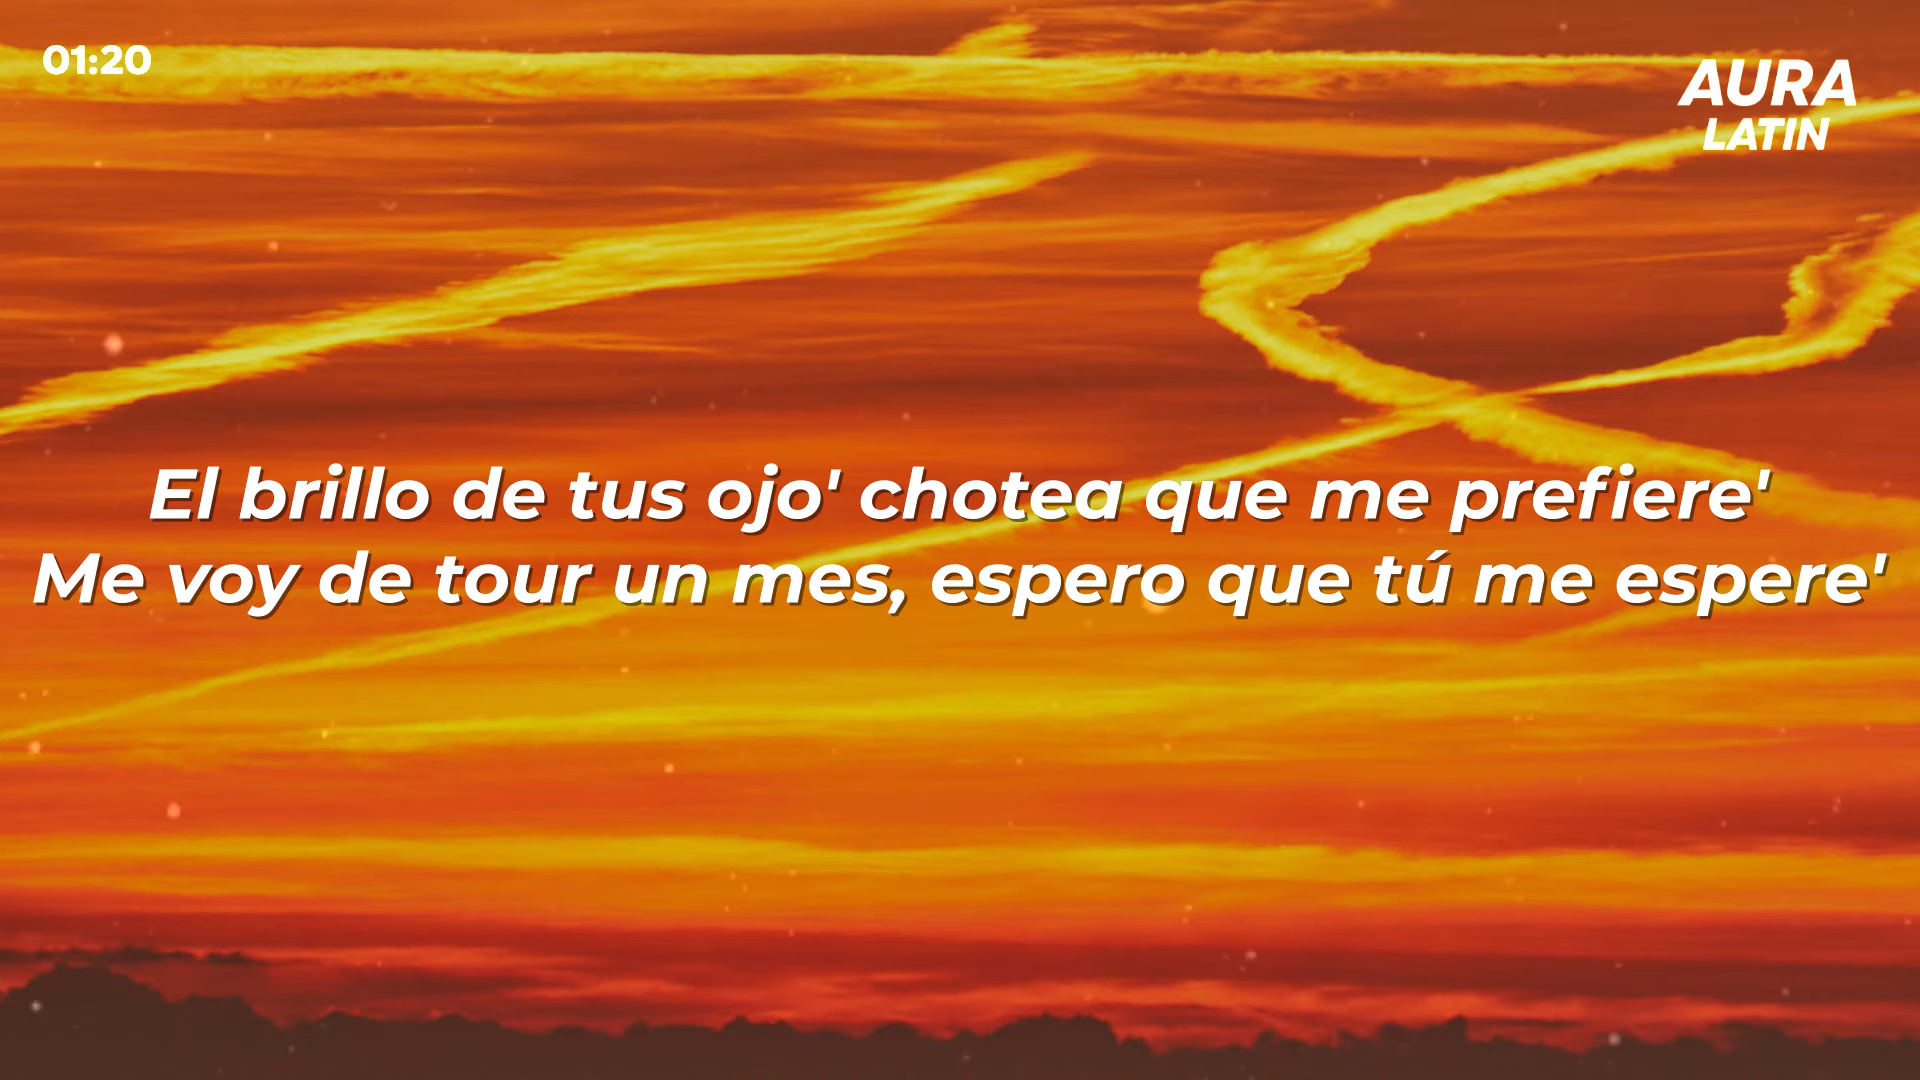 01:20
AURA
LATIN
El brillo de tus ojo' chotea que me prefiere'
Me voy de tour un mes, espero que tú me espere'